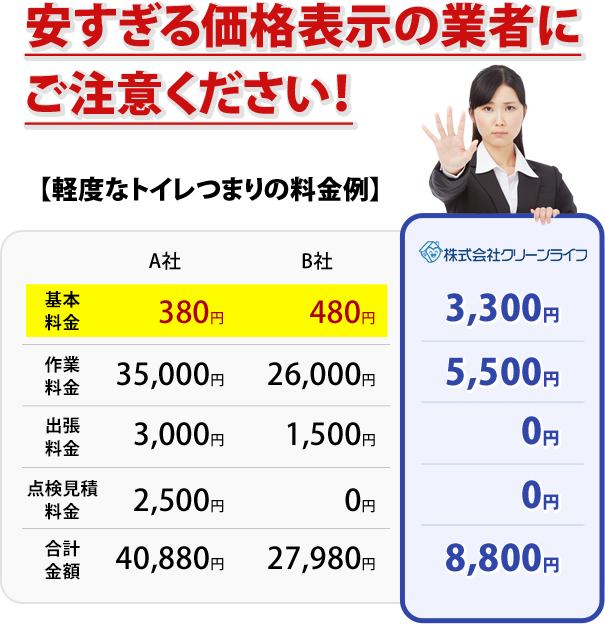 安すぎる価格表示の業者に
ご注意ください!
【軽度なトイレつまりの料金例】
A社 B社 株式会社クリーンライフ
基本料金 380円 480円 3,300円
作業料金 35,000円 26,000円 5,500円
出張料金 3,000円 1,500円 0円
点検見積料金 2,500円 0円 0円
合計金額 40,880円 27,980円 8,800円